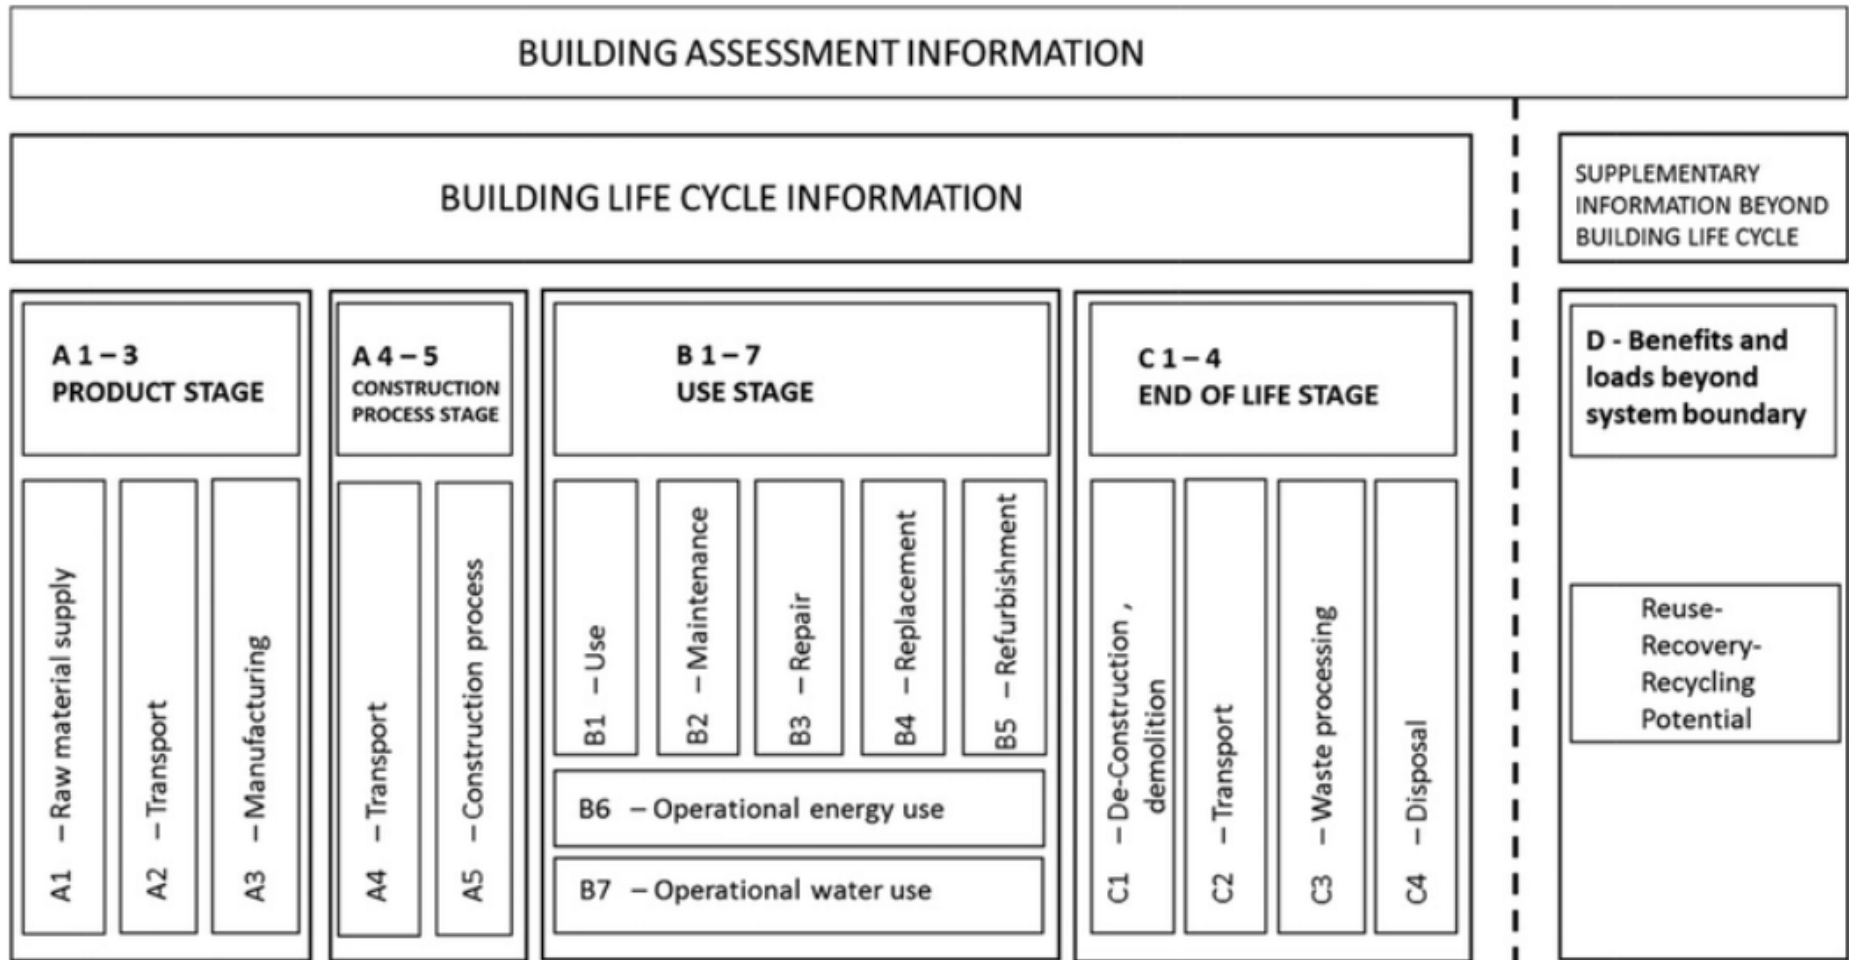 BUILDING ASSESSMENT INFORMATION
BUILDING LIFE CYCLE INFORMATION
SUPPLEMENTARY
INFORMATION BEYOND
BUILDING LIFE CYCLE
A 1 – 3
PRODUCT STAGE
A 4 – 5
CONSTRUCTION
PROCESS STAGE
B 1 – 7
USE STAGE
C 1 – 4
END OF LIFE STAGE
D - Benefits and
loads beyond
system boundary
A1 – Raw material supply
A2 – Transport
A3 – Manufacturing
A4 – Transport
A5 – Construction process
B1 – Use
B2 – Maintenance
B3 – Repair
B4 – Replacement
B5 – Refurbishment
B6 – Operational energy use
B7 – Operational water use
C1 – De-Construction ,
demolition
C2 – Transport
C3 – Waste processing
C4 – Disposal
Reuse-
Recovery-
Recycling
Potential